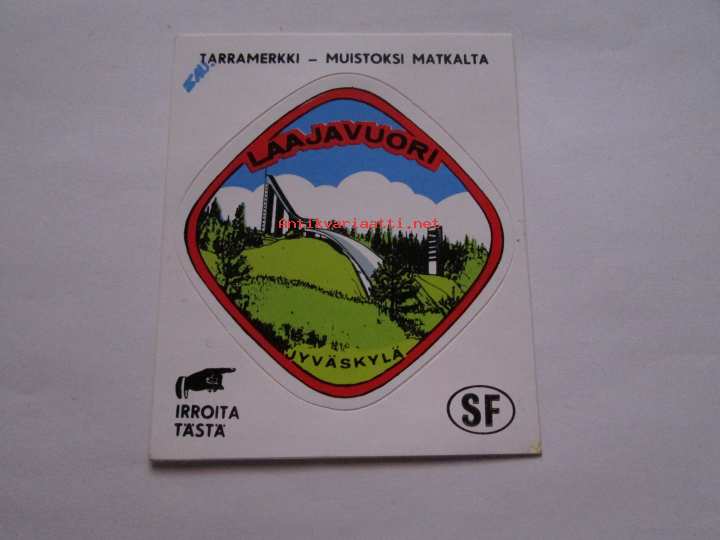 TARRAMERKKI – MUISTOKSI MATKALTA
LAAJAVUORI
Antikvariaatti.net
JYVÄSKYLÄ
IRROITA
TÄSTÄ
SF